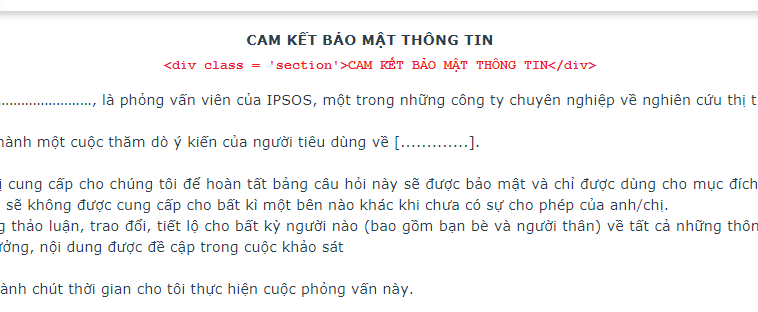 CAM KẾT BẢO MẬT THÔNG TIN
<div class = 'section'>CAM KẾT BẢO MẬT THÔNG TIN</div>
........................, là phỏng vấn viên của IPSOS, một trong những công ty chuyên nghiệp về nghiên cứu thị t
hành một cuộc thăm dò ý kiến của người tiêu dùng về [.............].
ị cung cấp cho chúng tôi để hoàn tất bảng câu hỏi này sẽ được bảo mật và chỉ được dùng cho mục đích
sẽ không được cung cấp cho bất kì một bên nào khác khi chưa có sự cho phép của anh/chị.
g thảo luận, trao đổi, tiết lộ cho bất kỳ người nào (bao gồm bạn bè và người thân) về tất cả những thôn
ưởng, nội dung được đề cập trong cuộc khảo sát
ành chút thời gian cho tôi thực hiện cuộc phỏng vấn này.